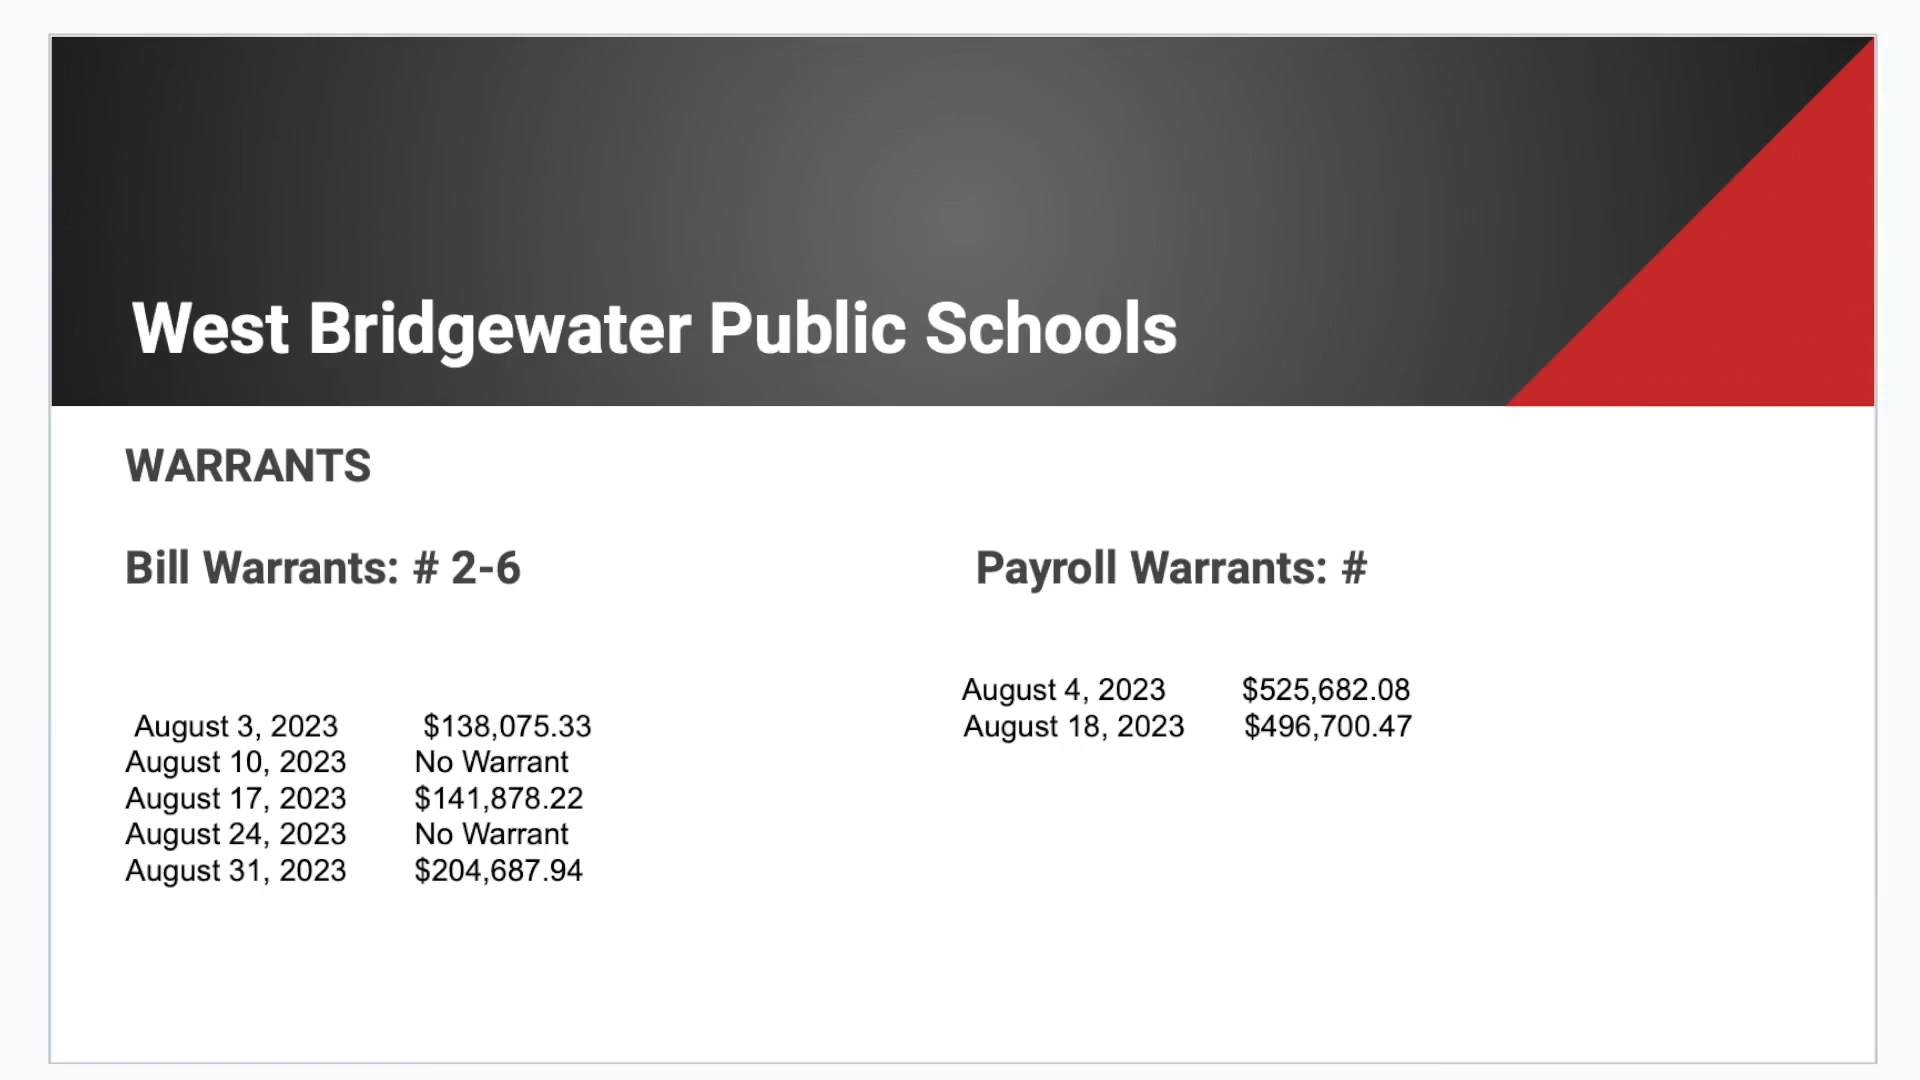 West Bridgewater Public Schools
WARRANTS
Bill Warrants: # 2-6
August 3, 2023 $138,075.33
August 10, 2023 No Warrant
August 17, 2023 $141,878.22
August 24, 2023 No Warrant
August 31, 2023 $204,687.94
Payroll Warrants: #
August 4, 2023 $525,682.08
August 18, 2023 $496,700.47